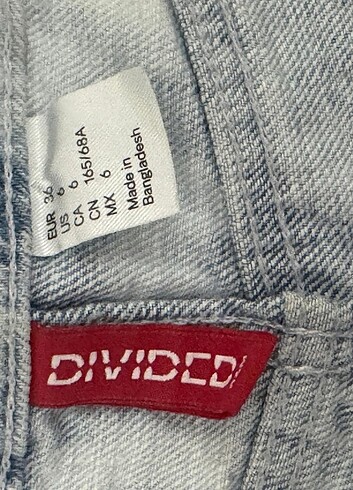 EUR 36
US 6
CA 6
CN 165/68A
MX 6
Made in
Bangladesh
DIVIDED